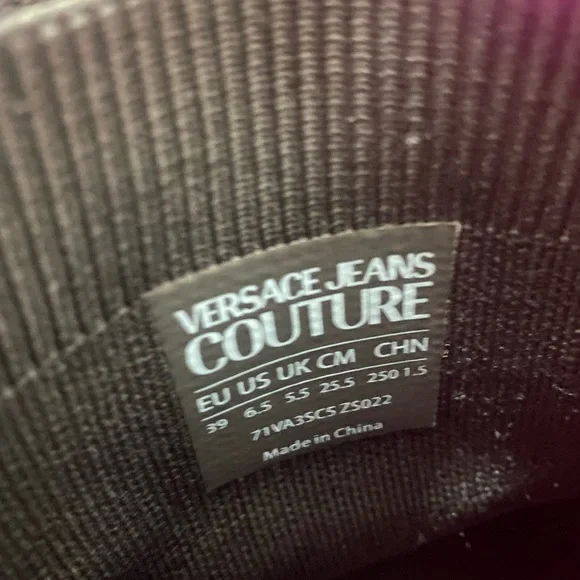 VERSACE JEANS
COUTURE
EU US UK CM CHN
39 6.5 5.5 25.5 250 1.5
71VA3SC5 ZS022
Made in China